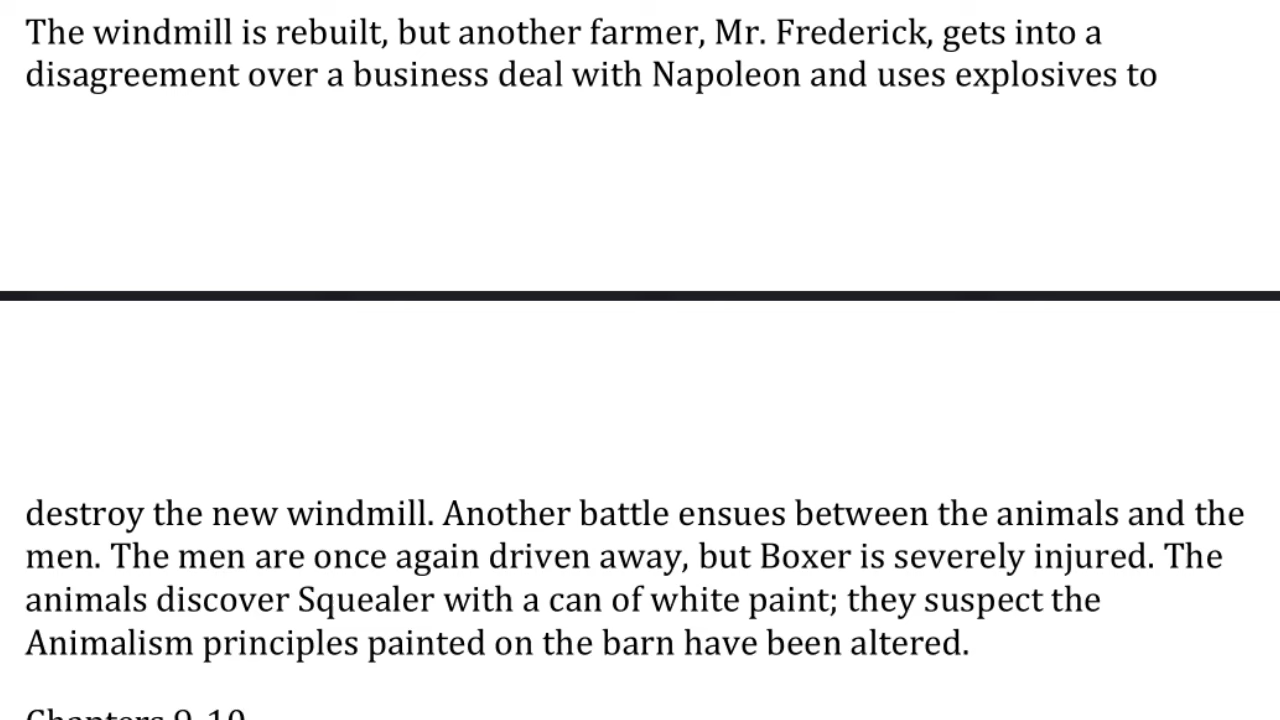 The windmill is rebuilt, but another farmer, Mr. Frederick, gets into a
disagreement over a business deal with Napoleon and uses explosives to
destroy the new windmill. Another battle ensues between the animals and the
men. The men are once again driven away, but Boxer is severely injured. The
animals discover Squealer with a can of white paint; they suspect the
Animalism principles painted on the barn have been altered.
Chapters 9-10